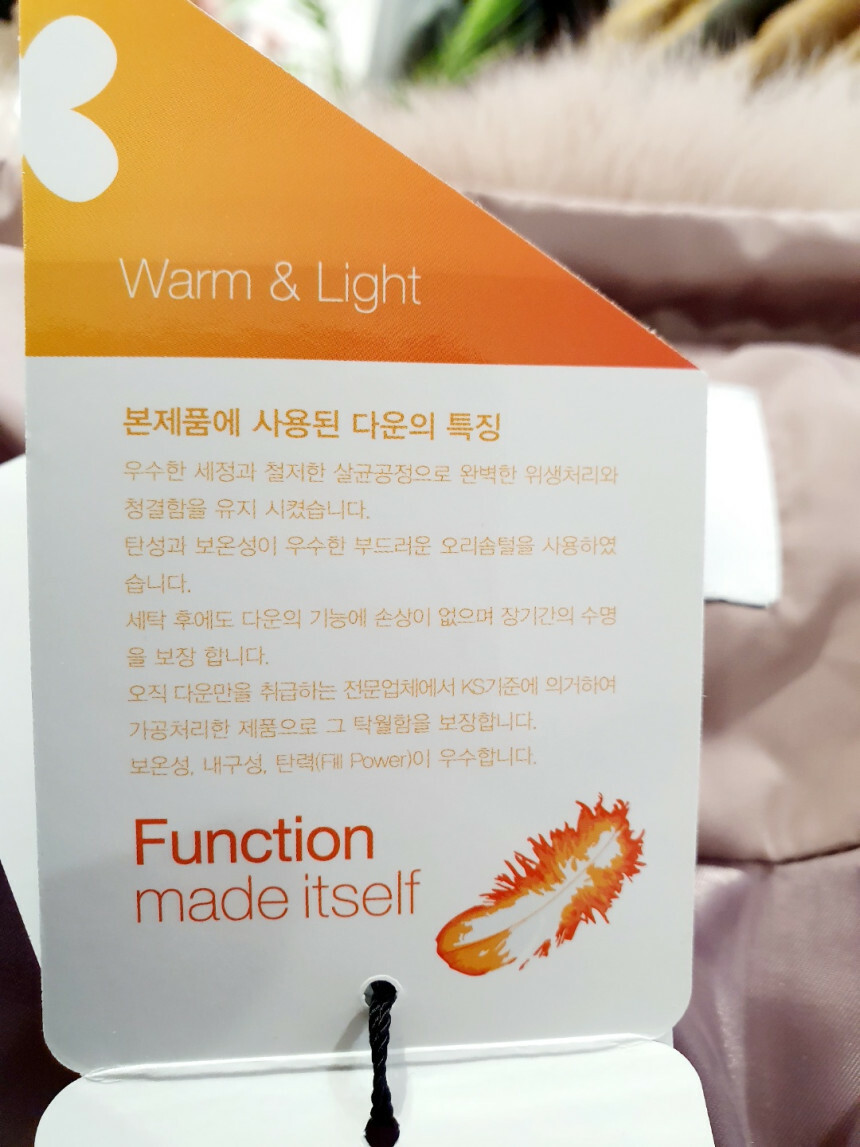 Warm & Light
본제품에 사용된 다운의 특징
우수한 세정과 철저한 살균공정으로 완벽한 위생처리와
청결함을 유지 시켰습니다.
탄성과 보온성이 우수한 부드러운 오리솜털을 사용하였
습니다.
세탁 후에도 다운의 기능에 손상이 없으며 장기간의 수명
을 보장 합니다.
오직 다운만을 취급하는 전문업체에서 KS기준에 의거하여
가공처리한 제품으로 그 탁월함을 보장합니다.
보온성, 내구성, 탄력(Fill Power)이 우수합니다.
Function
made itself